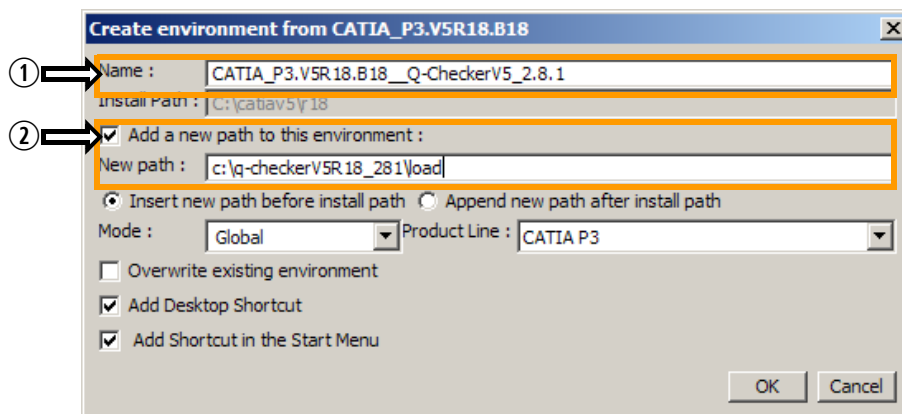 Create environment from CATIA_P3.V5R18.B18
① Name : CATIA_P3.V5R18.B18__Q-CheckerV5_2.8.1
Install Path : C:\catiav5\r18
② Add a new path to this environment :
New path : c:\q-checkerV5R18_281\load
Insert new path before install path Append new path after install path
Mode : Global Product Line : CATIA P3
Overwrite existing environment
Add Desktop Shortcut
Add Shortcut in the Start Menu
OK Cancel